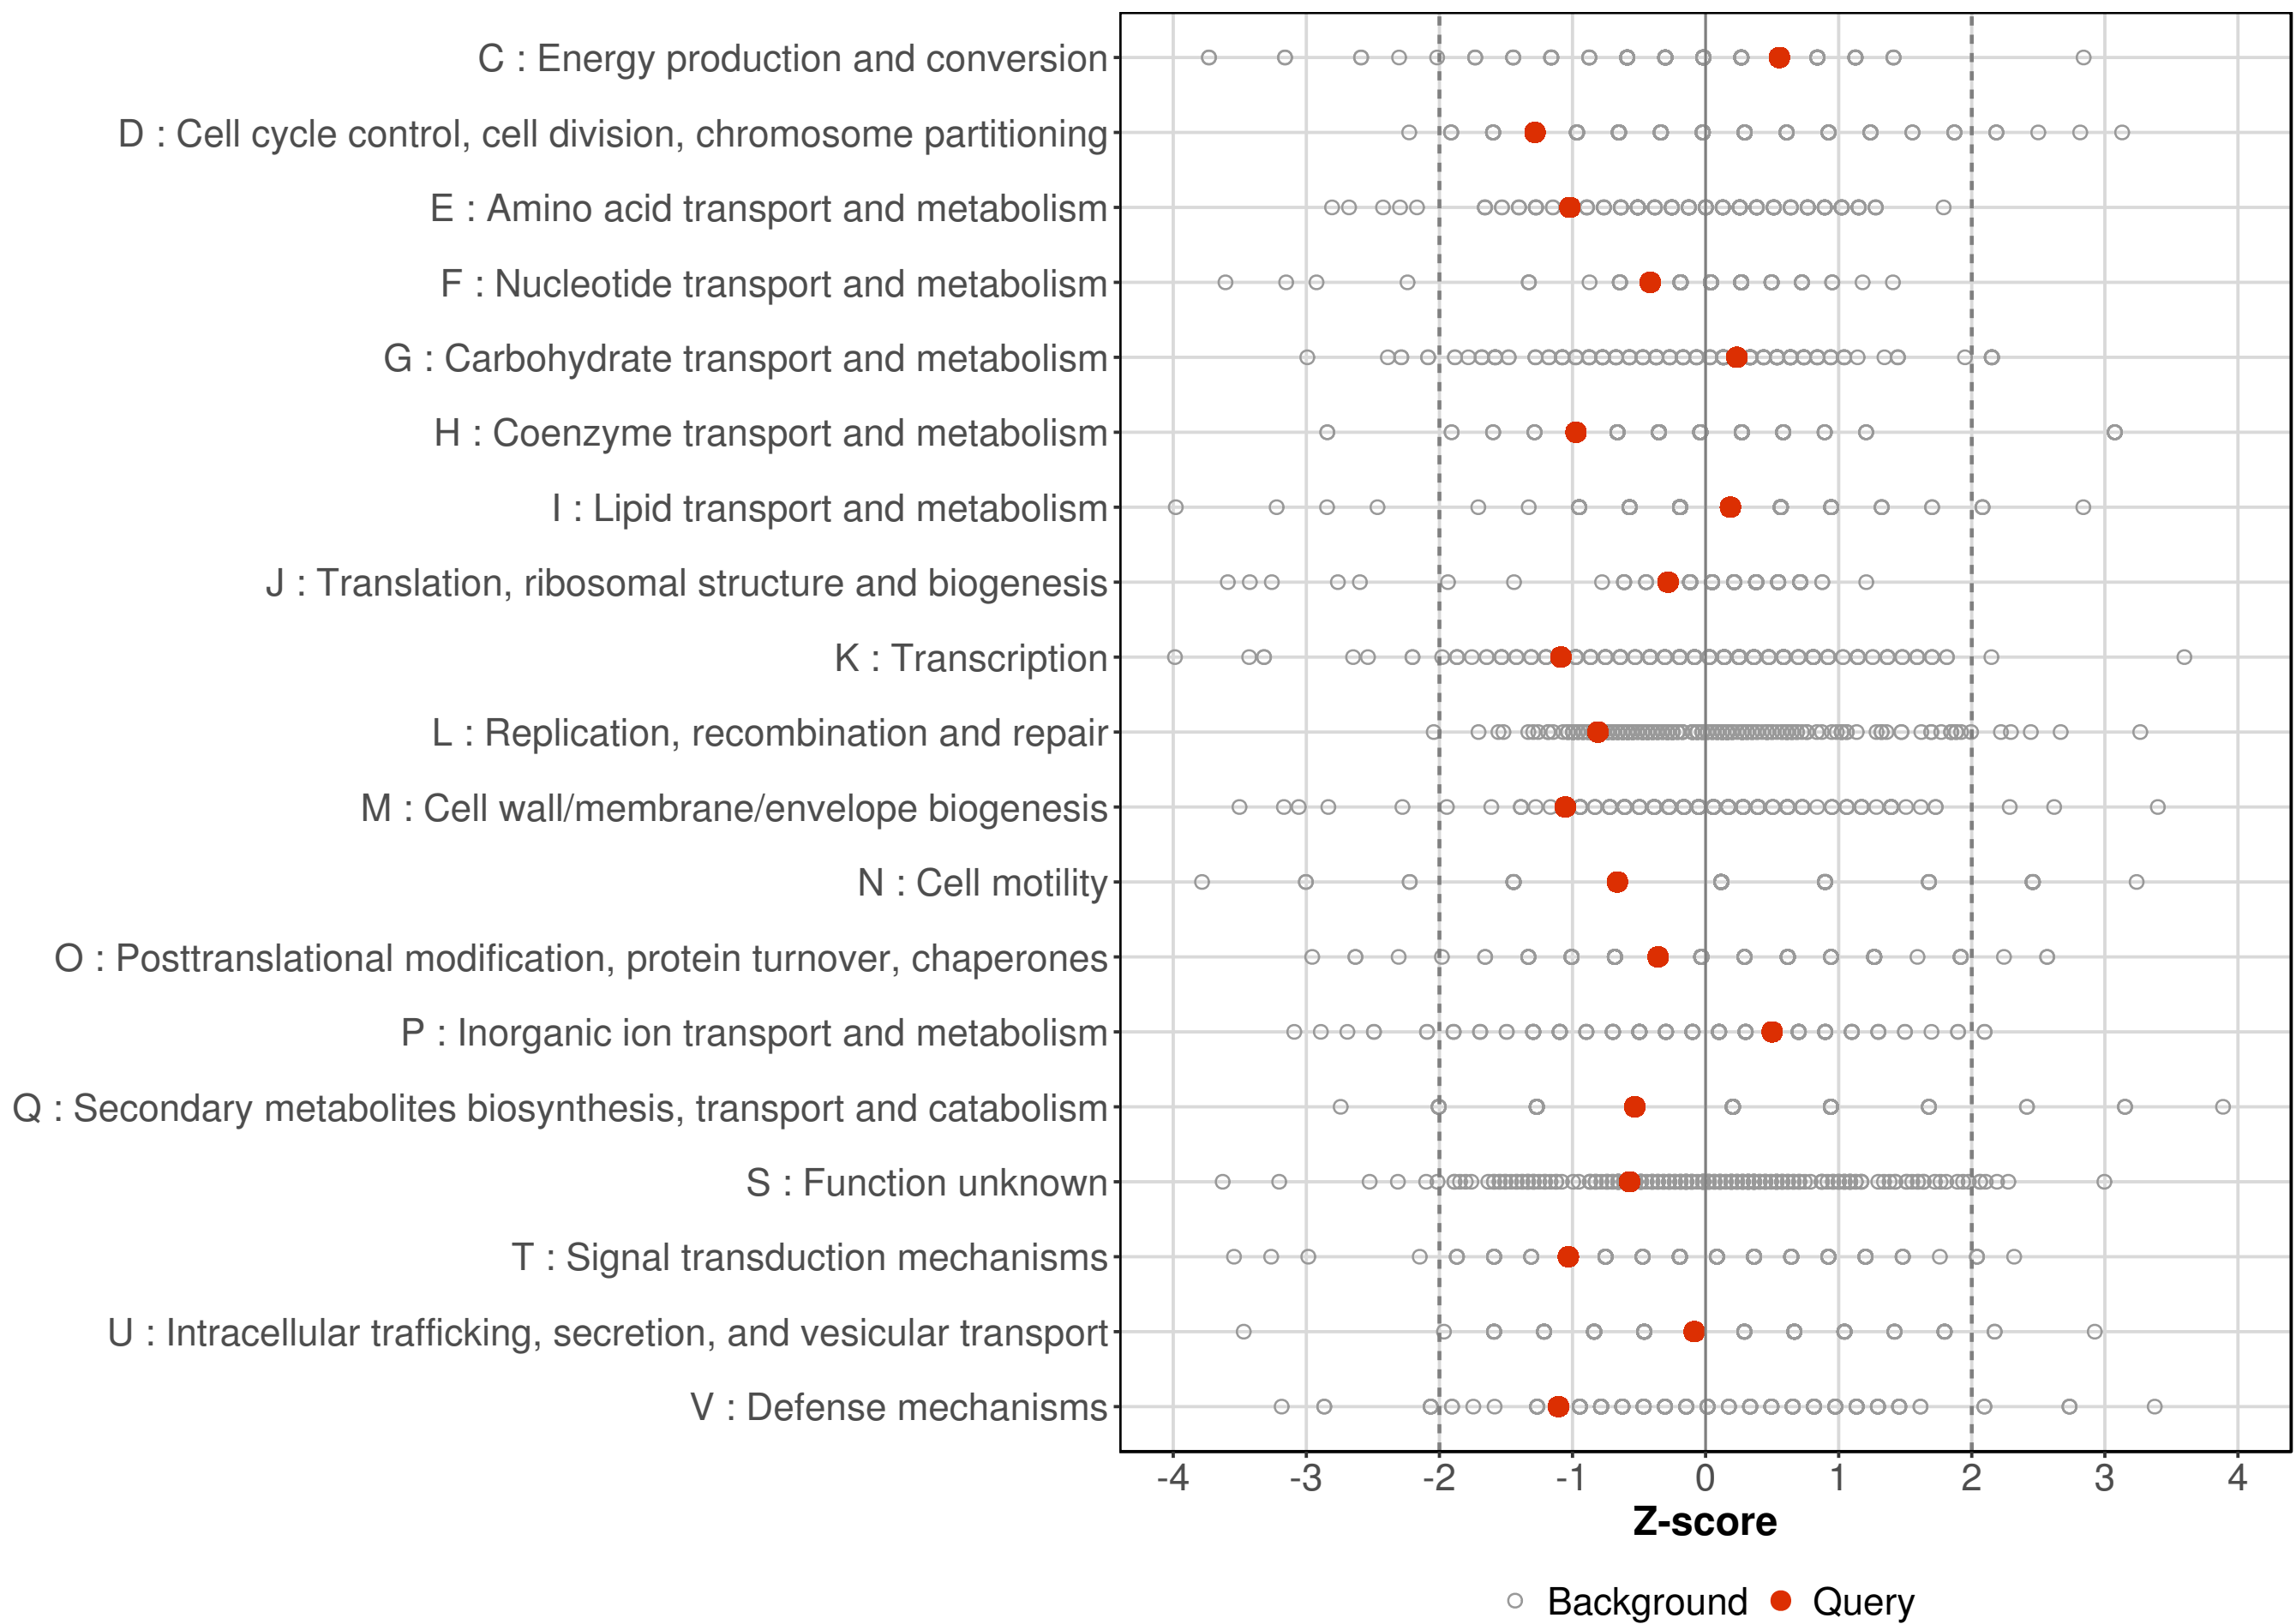 C : Energy production and conversion
D : Cell cycle control, cell division, chromosome partitioning
E : Amino acid transport and metabolism
F : Nucleotide transport and metabolism
G : Carbohydrate transport and metabolism
H : Coenzyme transport and metabolism
I : Lipid transport and metabolism
J : Translation, ribosomal structure and biogenesis
K : Transcription
L : Replication, recombination and repair
M : Cell wall/membrane/envelope biogenesis
N : Cell motility
O : Posttranslational modification, protein turnover, chaperones
P : Inorganic ion transport and metabolism
Q : Secondary metabolites biosynthesis, transport and catabolism
S : Function unknown
T : Signal transduction mechanisms
U : Intracellular trafficking, secretion, and vesicular transport
V : Defense mechanisms
-4 -3 -2 -1 0 1 2 3 4
Z-score
Background Query